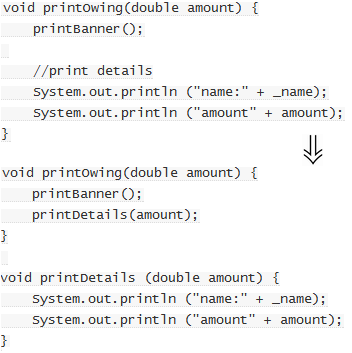 void printOwing(double amount) {
    printBanner();

    //print details
    System.out.println ("name:" + _name);
    System.out.println ("amount" + amount);
}

void printOwing(double amount) {
    printBanner();
    printDetails(amount);
}

void printDetails (double amount) {
    System.out.println ("name:" + _name);
    System.out.println ("amount" + amount);
}